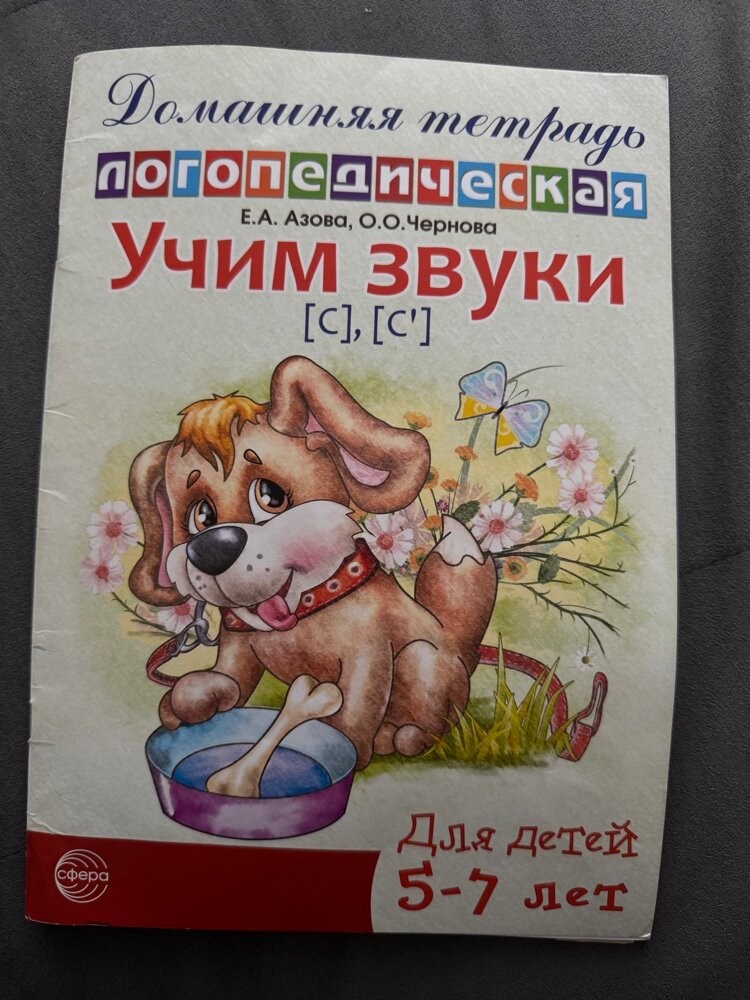 Домашняя тетрадь
логопедическая
Е.А. Азова, О.О.Чернова
Учим звуки
[С], [С']
Для детей
5-7 лет
сфера